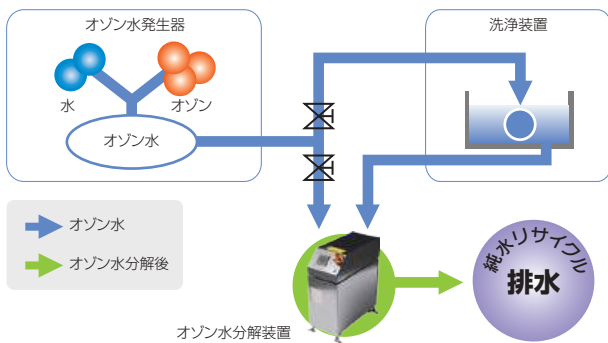 オゾン水発生器
水
オゾン
オゾン水
洗浄装置
オゾン水
オゾン水分解後
オゾン水分解装置
純水リサイクル
排水